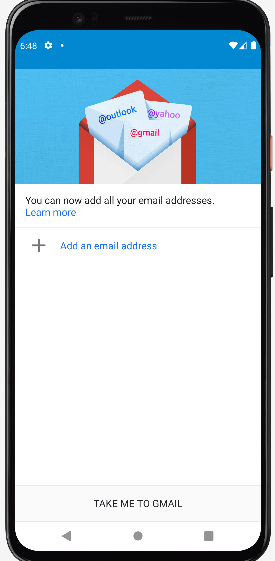 6:48
@outlook
@yahoo
@gmail
You can now add all your email addresses.
Learn more
Add an email address
TAKE ME TO GMAIL